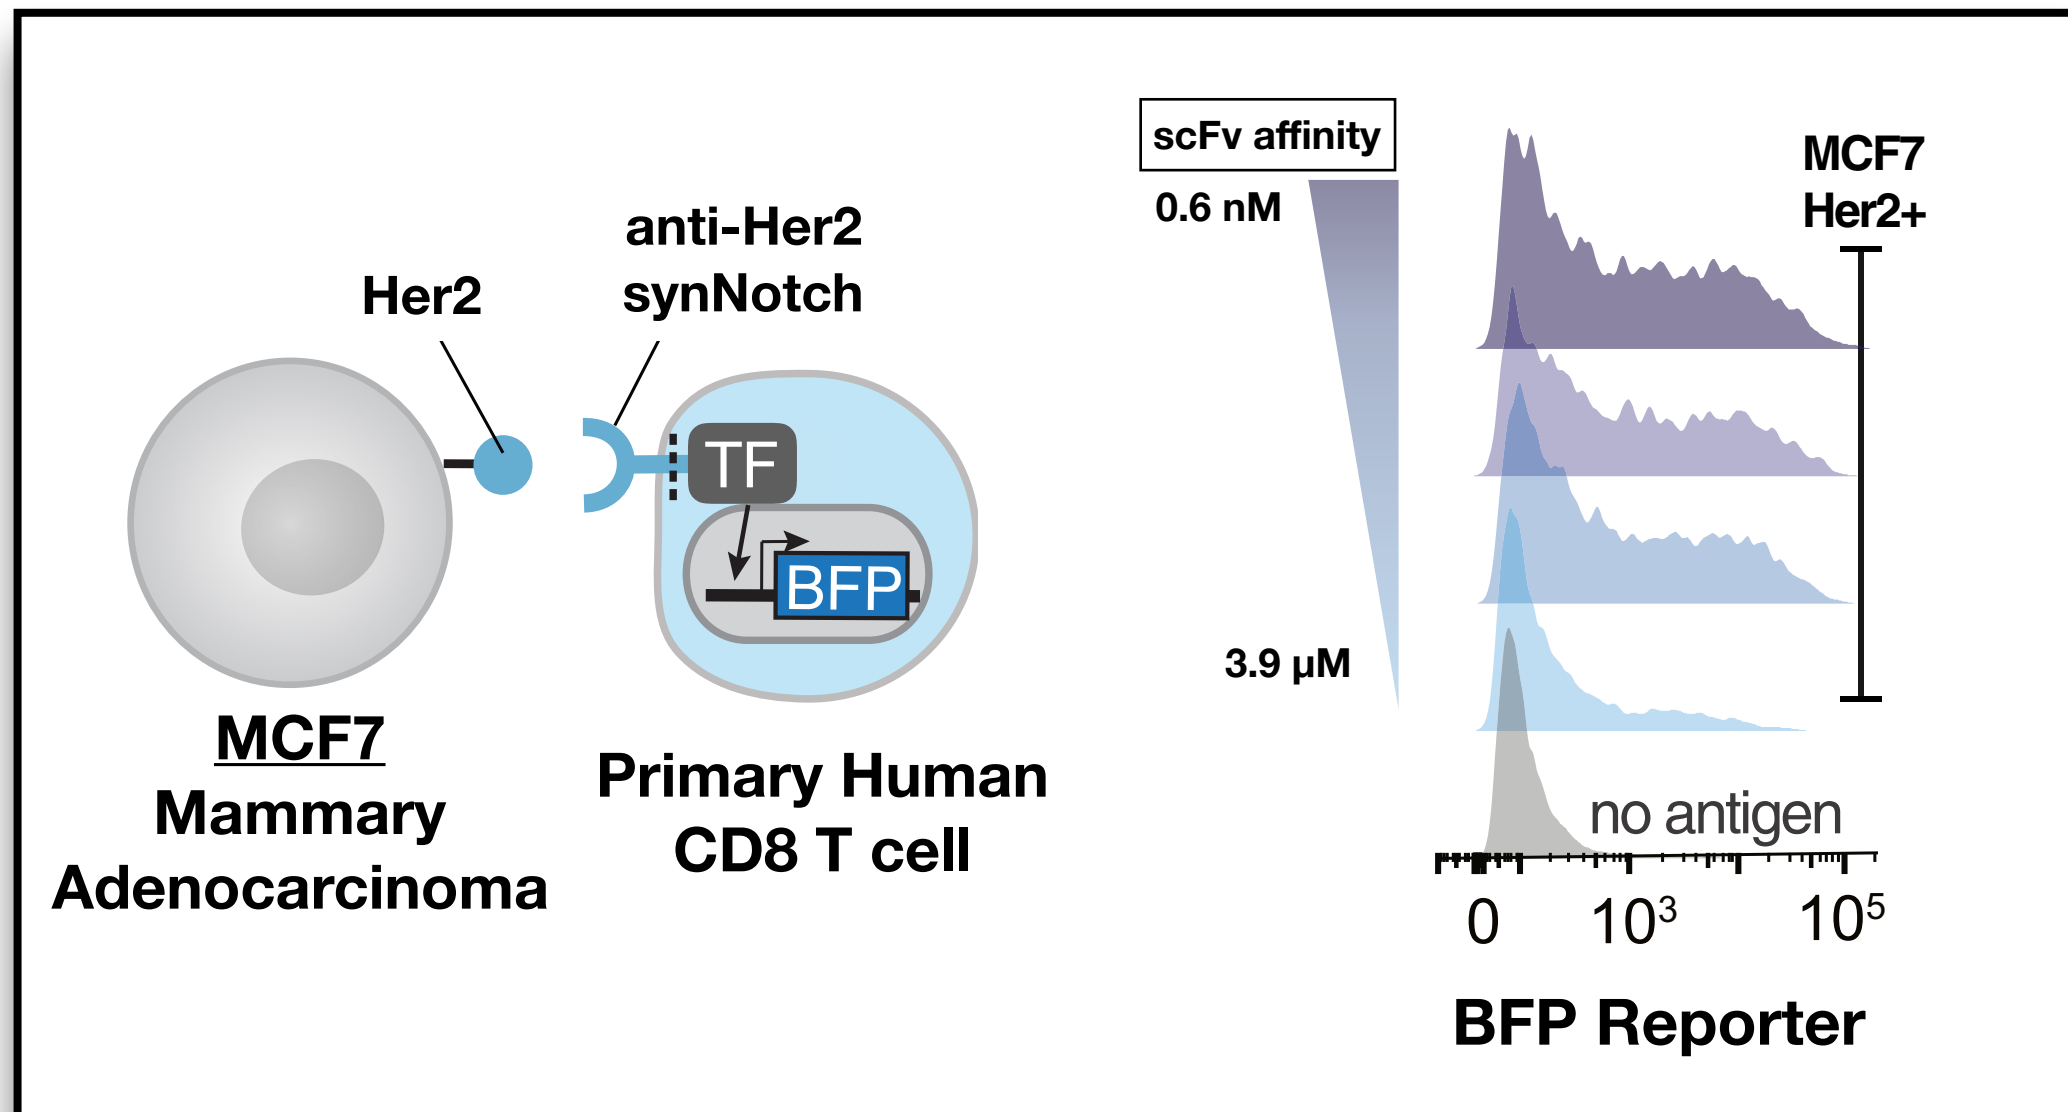 Her2
anti-Her2
synNotch
TF
BFP
MCF7
Mammary
Adenocarcinoma
Primary Human
CD8 T cell
scFv affinity
0.6 nM
3.9 µM
MCF7
Her2+
no antigen
0 10³ 10⁵
BFP Reporter